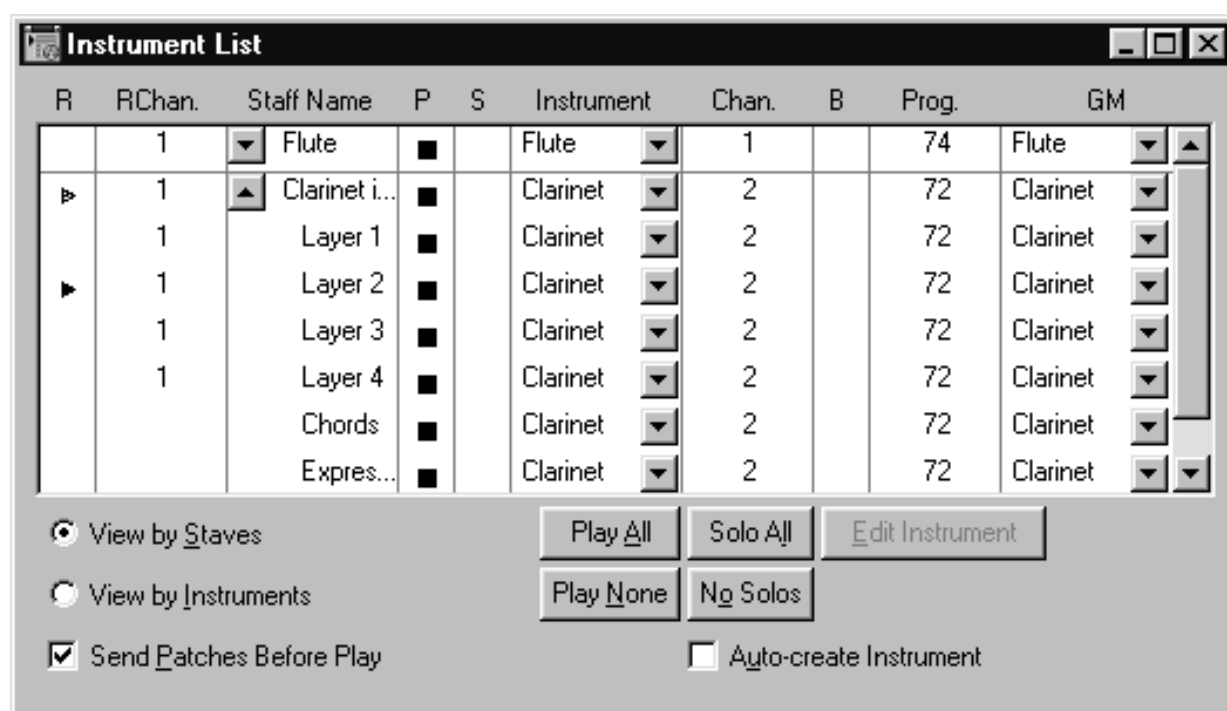 Instrument List
R RChan. Staff Name P S Instrument Chan. B Prog. GM
1 Flute Flute 1 74 Flute
1 Clarinet i... Clarinet 2 72 Clarinet
1 Layer 1 Clarinet 2 72 Clarinet
1 Layer 2 Clarinet 2 72 Clarinet
1 Layer 3 Clarinet 2 72 Clarinet
1 Layer 4 Clarinet 2 72 Clarinet
Chords Clarinet 2 72 Clarinet
Expres... Clarinet 2 72 Clarinet
View by Staves Play All Solo All Edit Instrument
View by Instruments Play None No Solos
Send Patches Before Play Auto-create Instrument